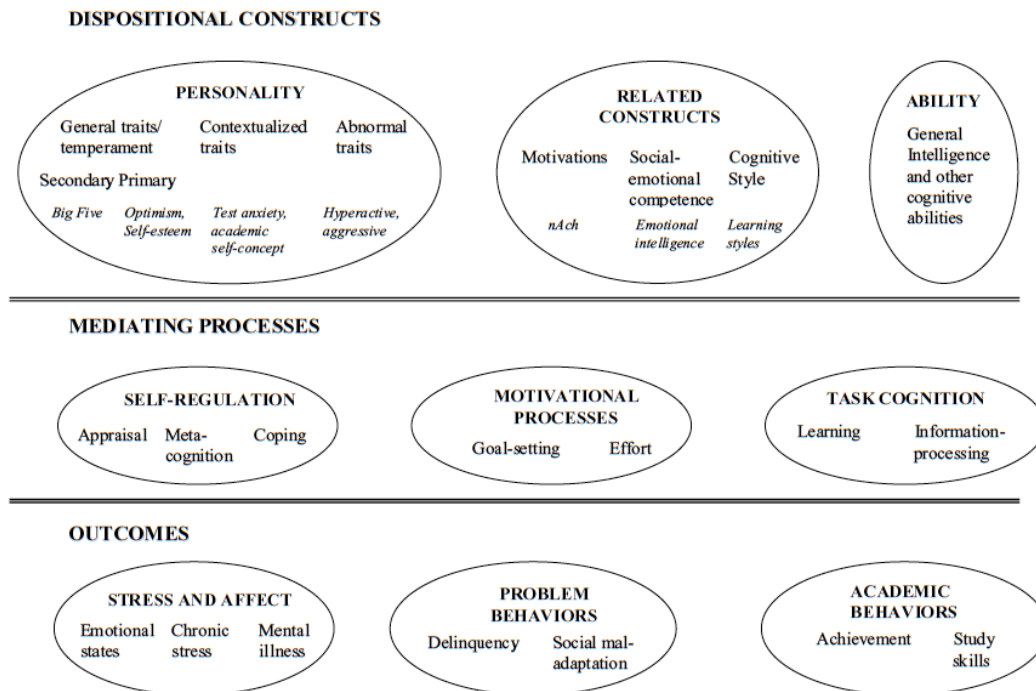 DISPOSITIONAL CONSTRUCTS
PERSONALITY
General traits/
temperament
Contextualized
traits
Abnormal
traits
Secondary Primary
Big Five
Optimism,
Self-esteem
Test anxiety,
academic
self-concept
Hyperactive,
aggressive
RELATED
CONSTRUCTS
Motivations
Social-
emotional
competence
Cognitive
Style
nAch
Emotional
intelligence
Learning
styles
ABILITY
General
Intelligence
and other
cognitive
abilities
MEDIATING PROCESSES
SELF-REGULATION
Appraisal
Meta-
cognition
Coping
MOTIVATIONAL
PROCESSES
Goal-setting
Effort
TASK COGNITION
Learning
Information-
processing
OUTCOMES
STRESS AND AFFECT
Emotional
states
Chronic
stress
Mental
illness
PROBLEM
BEHAVIORS
Delinquency
Social mal-
adaptation
ACADEMIC
BEHAVIORS
Achievement
Study
skills